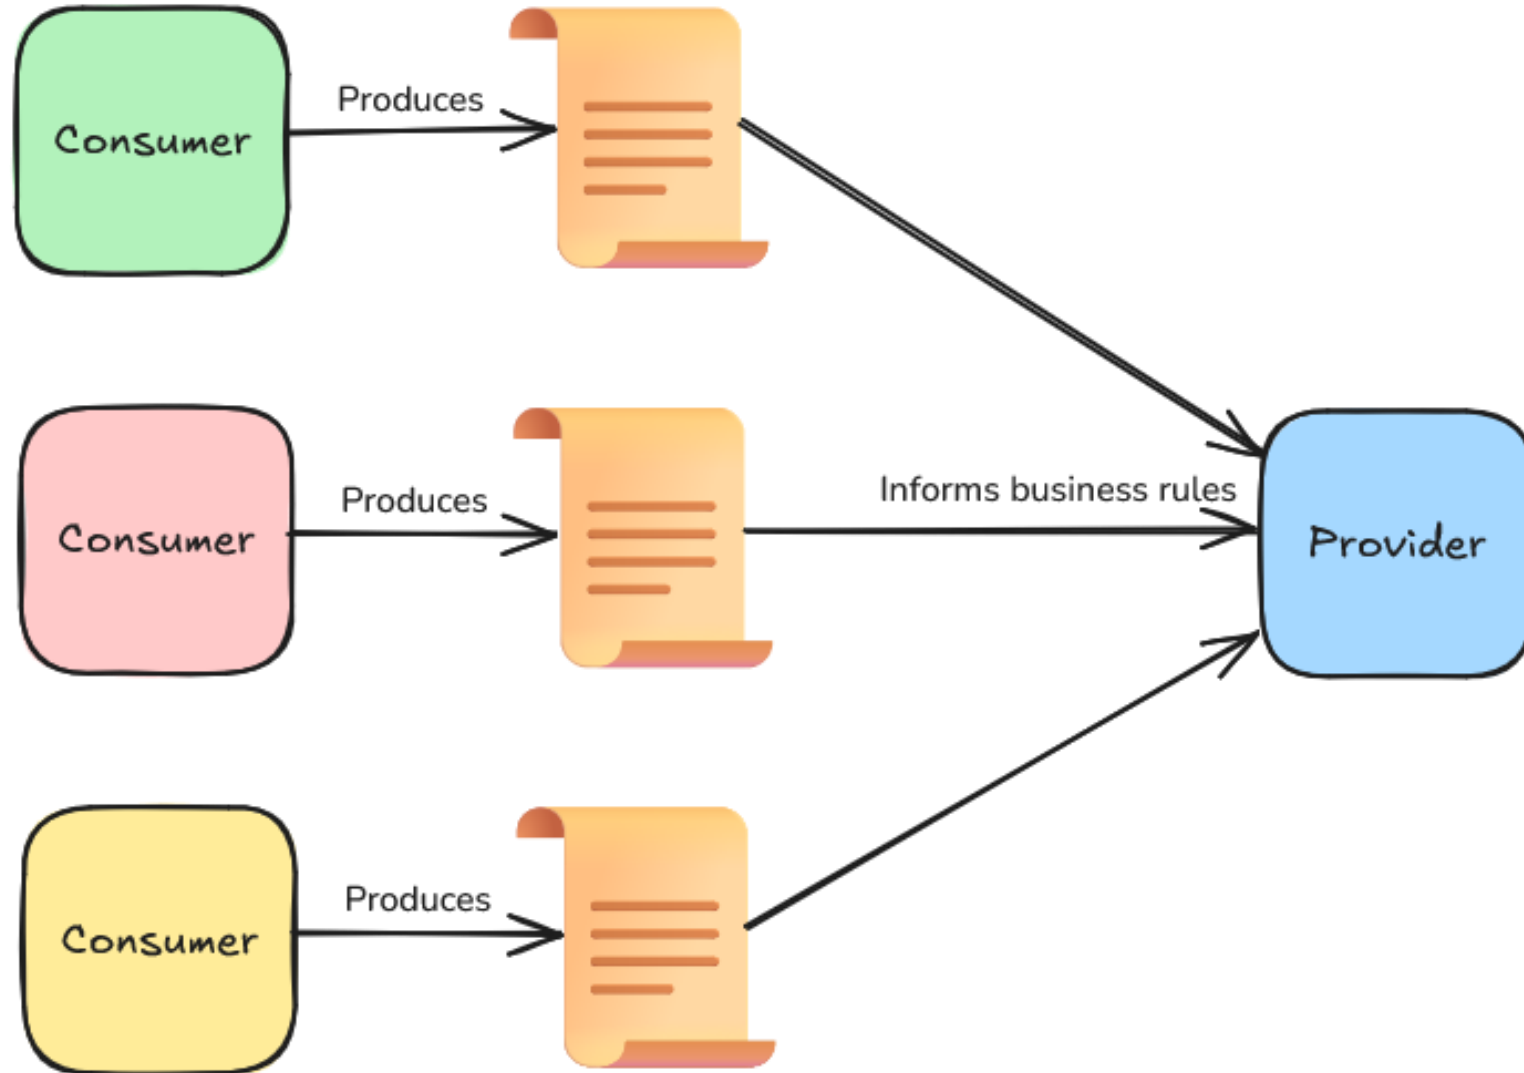 Consumer
Produces
Consumer
Produces
Informs business rules
Provider
Consumer
Produces